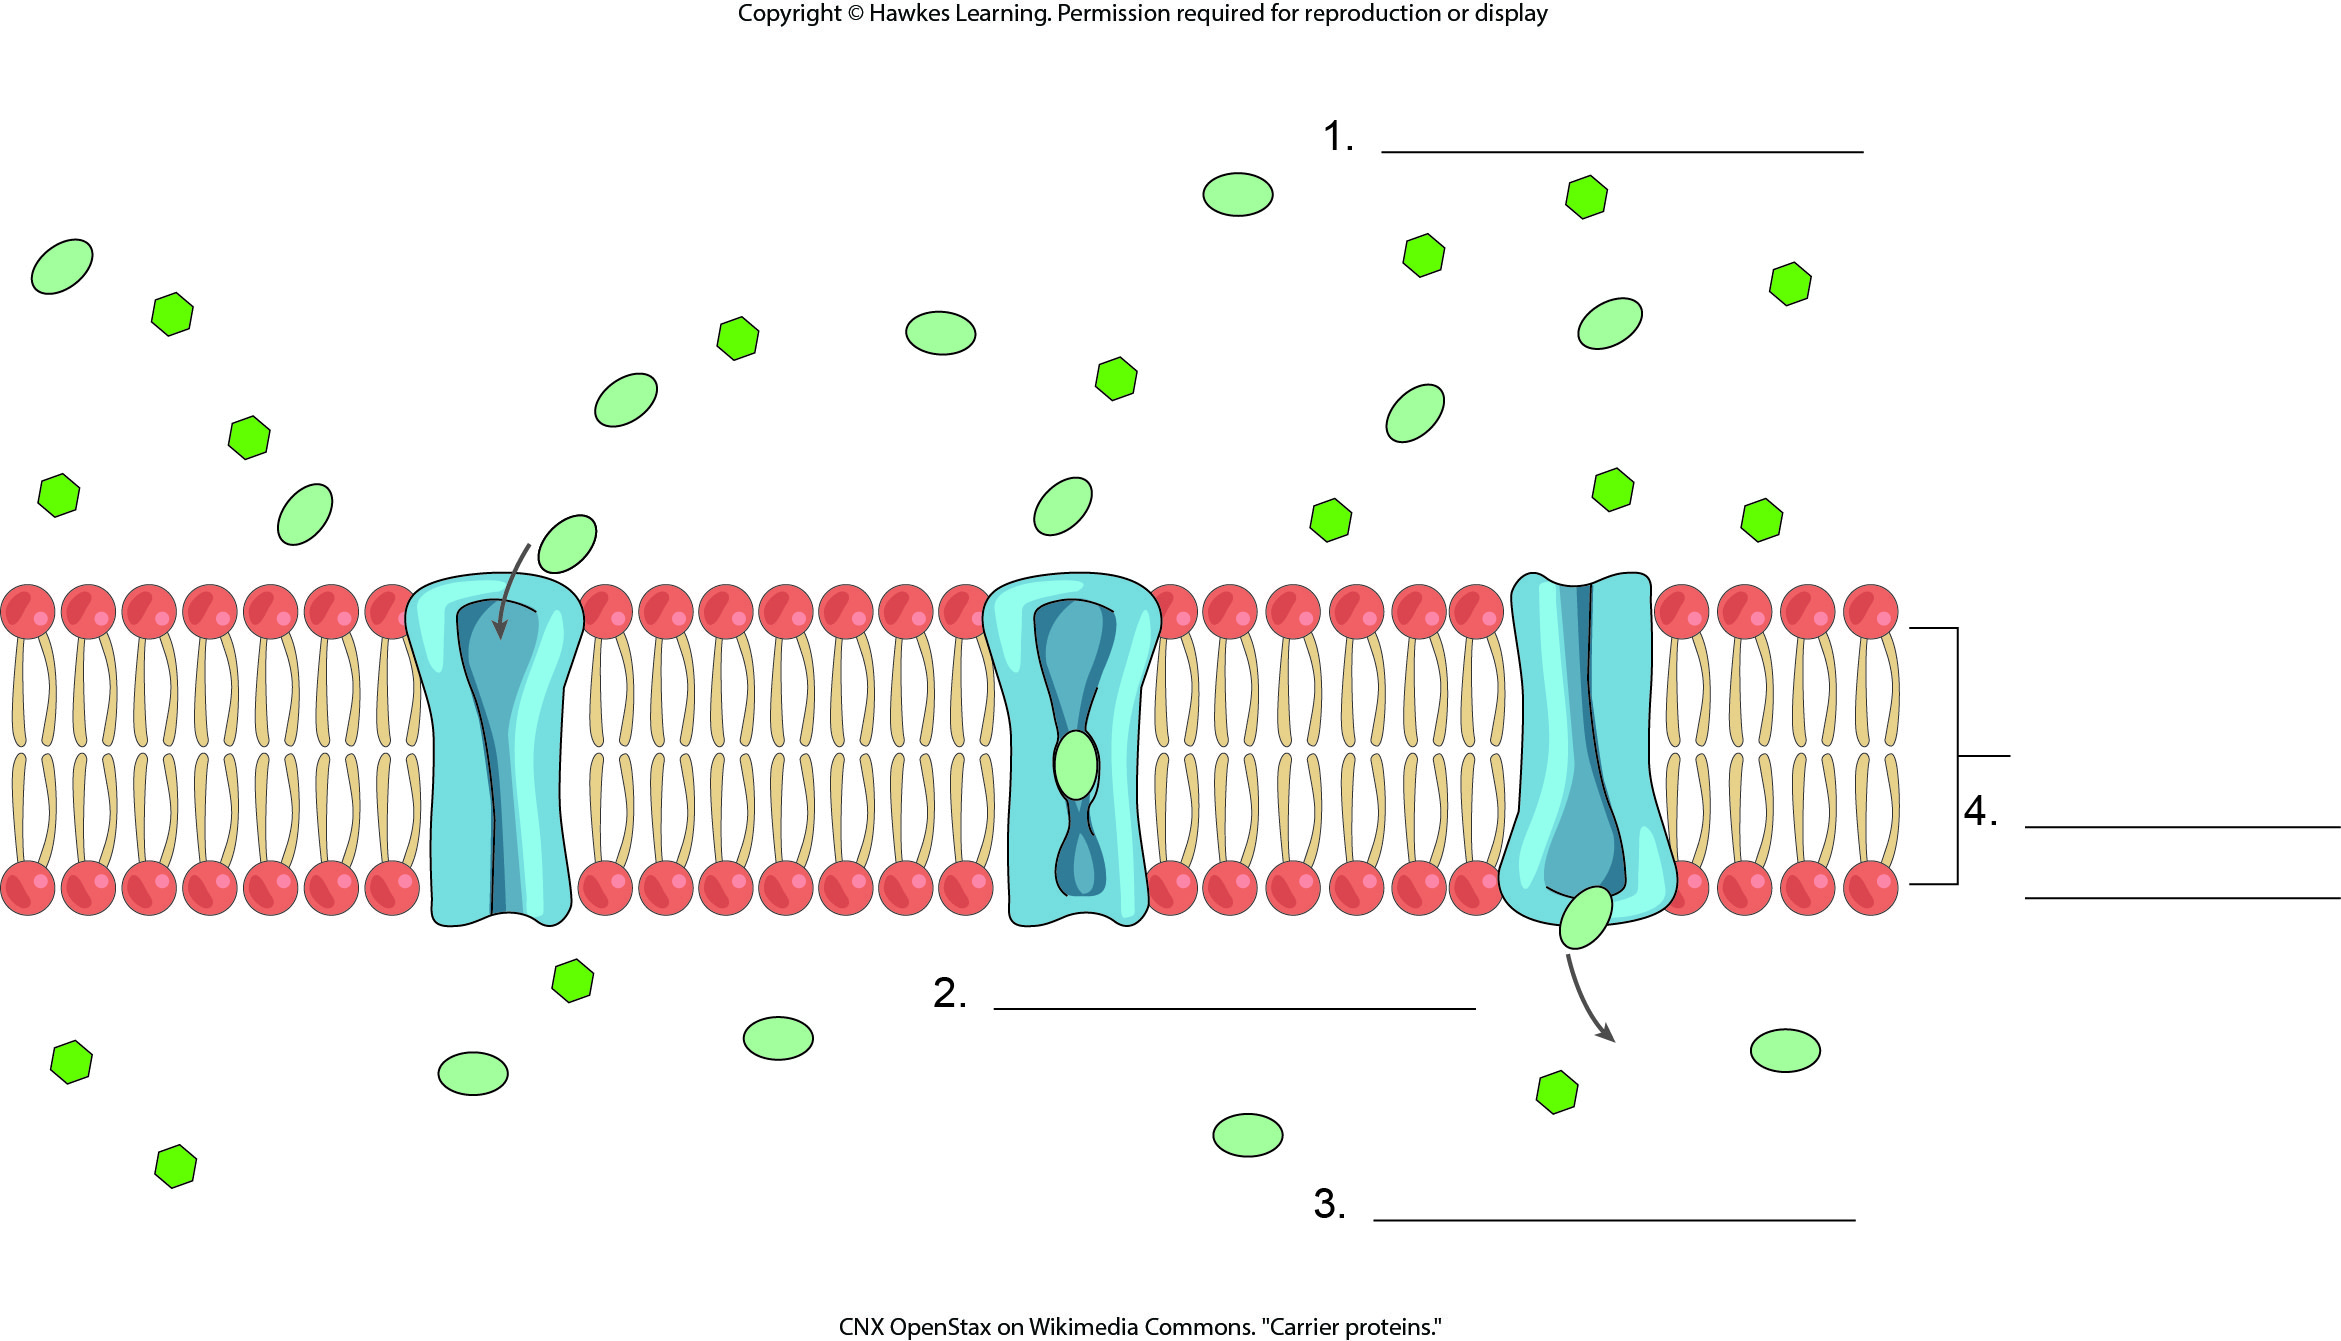 Copyright © Hawkes Learning. Permission required for reproduction or display
1.
4.
2.
3.
CNX OpenStax on Wikimedia Commons. "Carrier proteins."